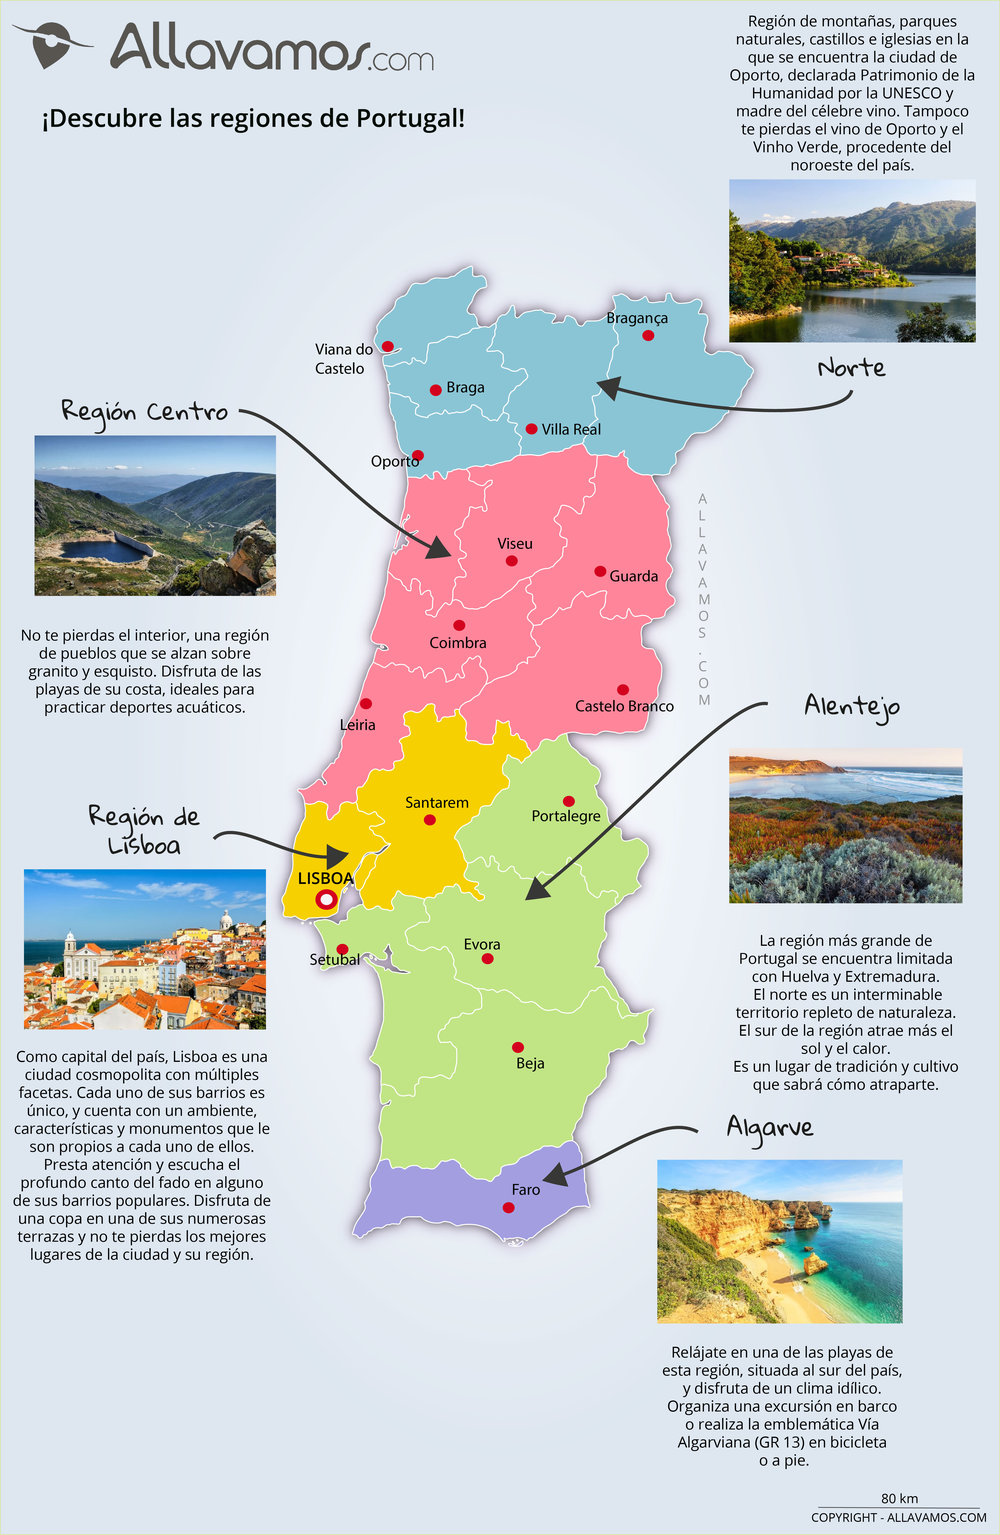 Allavamos.com
¡Descubre las regiones de Portugal!
Región de montañas, parques
naturales, castillos e iglesias en la
que se encuentra la ciudad de
Oporto, declarada Patrimonio de la
Humanidad por la UNESCO y
madre del célebre vino. Tampoco
te pierdas el vino de Oporto y el
Vinho Verde, procedente del
noroeste del país.
Norte
Bragança
Viana do
Castelo
Braga
Villa Real
Oporto
Región Centro
No te pierdas el interior, una región
de pueblos que se alzan sobre
granito y esquisto. Disfruta de las
playas de su costa, ideales para
practicar deportes acuáticos.
Viseu
Guarda
Coimbra
Castelo Branco
Leiria
ALLAVAMOS.COM
Alentejo
La región más grande de
Portugal se encuentra limitada
con Huelva y Extremadura.
El norte es un interminable
territorio repleto de naturaleza.
El sur de la región atrae más el
sol y el calor.
Es un lugar de tradición y cultivo
que sabrá cómo atraparte.
Región de
Lisboa
Como capital del país, Lisboa es una
ciudad cosmopolita con múltiples
facetas. Cada uno de sus barrios es
único, y cuenta con un ambiente,
características y monumentos que le
son propios a cada uno de ellos.
Presta atención y escucha el
profundo canto del fado en alguno
de sus barrios populares. Disfruta de
una copa en una de sus numerosas
terrazas y no te pierdas los mejores
lugares de la ciudad y su región.
Santarem
Portalegre
LISBOA
Setubal
Evora
Beja
Faro
Algarve
Relájate en una de las playas de
esta región, situada al sur del país,
y disfruta de un clima idílico.
Organiza una excursión en barco
o realiza la emblemática Vía
Algarviana (GR 13) en bicicleta
o a pie.
80 km
COPYRIGHT - ALLAVAMOS.COM